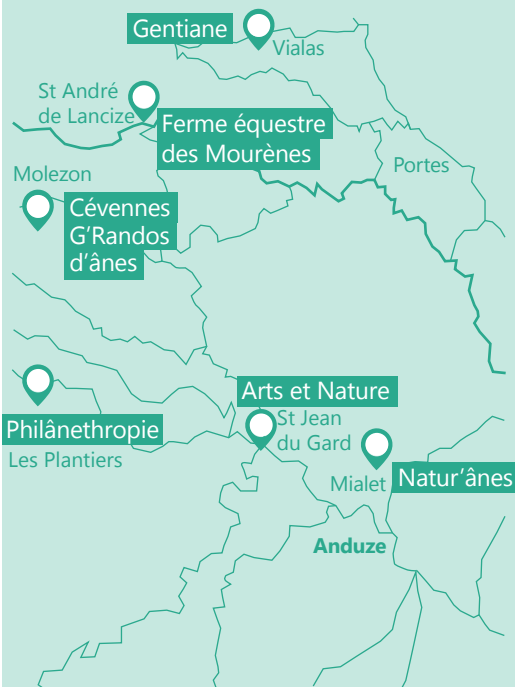 Gentiane
Vialas
St André
de Lancize
Ferme équestre
des Mourènes
Portes
Molezon
Cévennes
G'Randos
d'ânes
Arts et Nature
St Jean
du Gard
Philânethropie
Les Plantiers
Mialet
Natur'ânes
Anduze